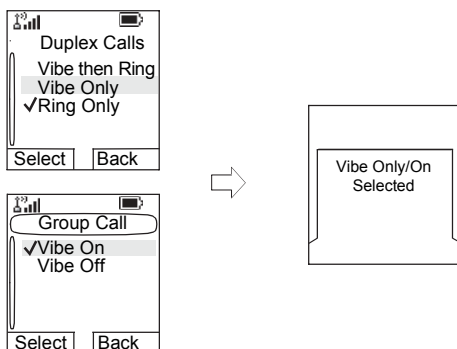 Duplex Calls
Vibe then Ring
Vibe Only
✓Ring Only
Select Back
Group Call
✓Vibe On
Vibe Off
Select Back
Vibe Only/On
Selected